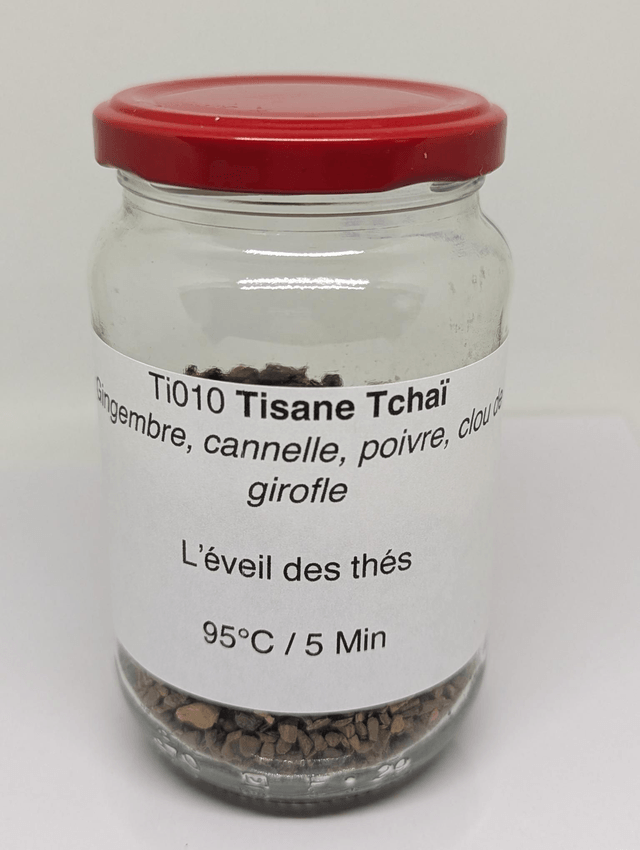 Ti010 Tisane Tchaï
Gingembre, cannelle, poivre, clou de
girofle
L'éveil des thés
95°C / 5 Min